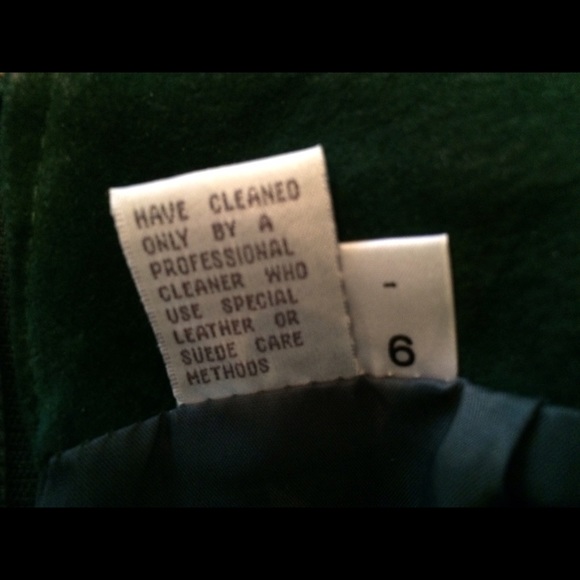 HAVE CLEANED
ONLY BY A
PROFESSIONAL
CLEANER WHO
USE SPECIAL
LEATHER OR
SUEDE CARE
METHODS
-
6